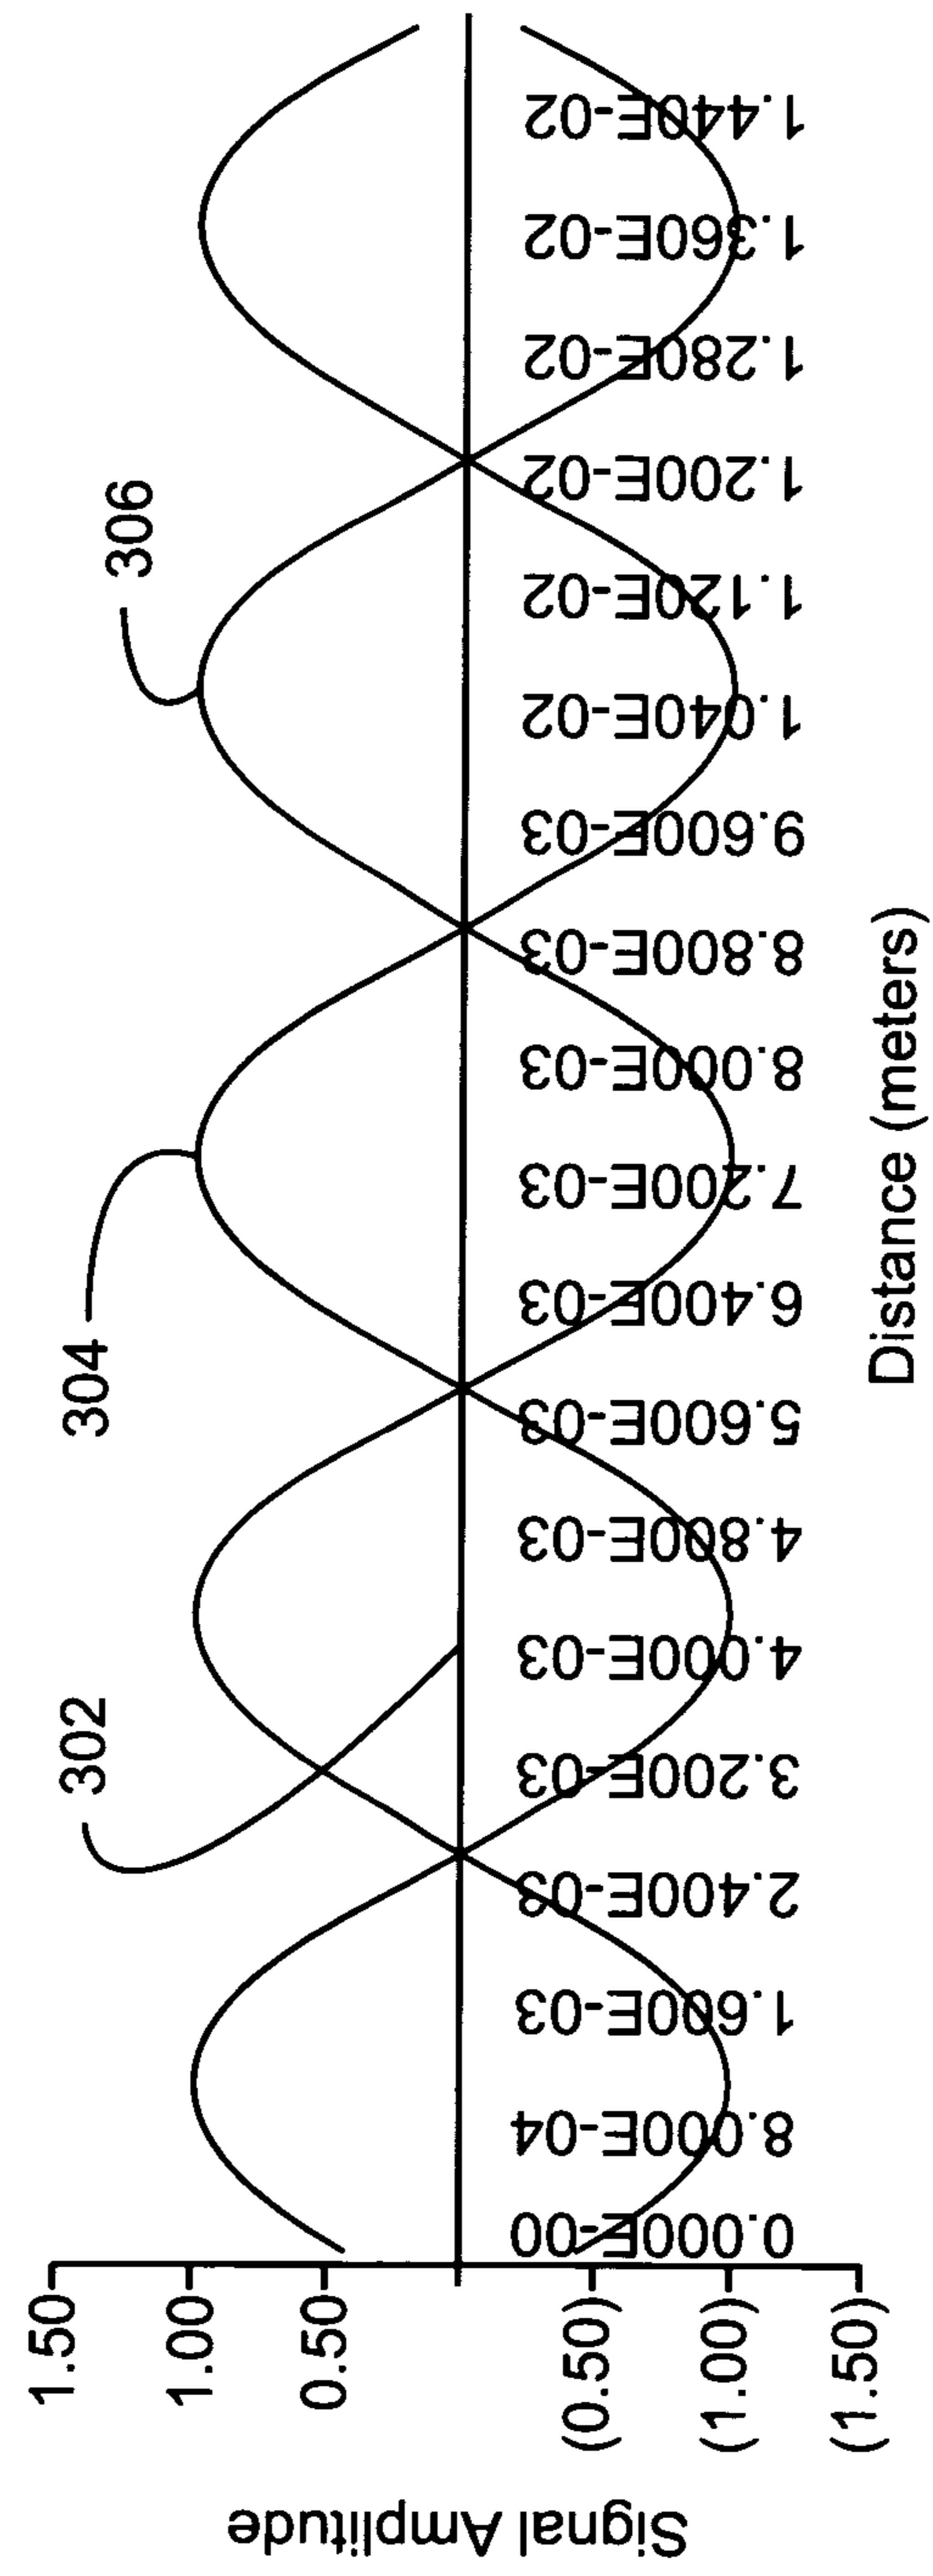 302
304
306
Signal Amplitude
1.50
1.00
0.50
(0.50)
(1.00)
(1.50)
0.000E-00
8.000E-04
1.600E-03
2.400E-03
3.200E-03
4.000E-03
4.800E-03
5.600E-03
6.400E-03
7.200E-03
8.000E-03
8.800E-03
9.600E-03
1.040E-02
1.120E-02
1.200E-02
1.280E-02
1.360E-02
1.440E-02
Distance (meters)